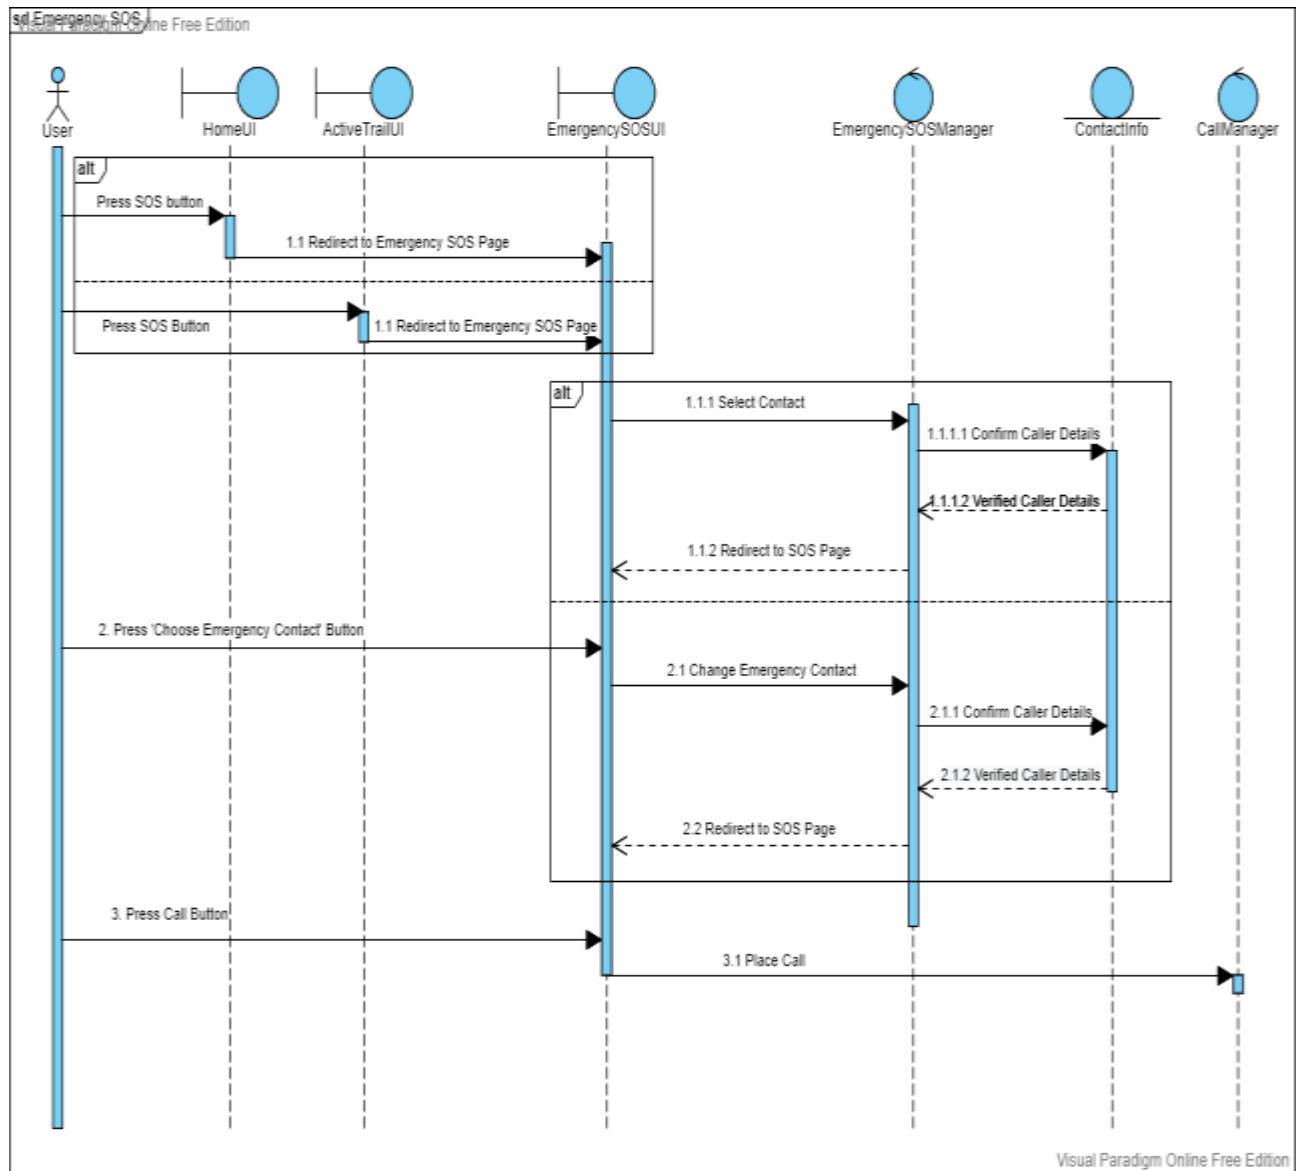 sd Emergency SOS
Visual Paradigm Online Free Edition
User
HomeUI
ActiveTrailUI
EmergencySOSUI
EmergencySOSManager
ContactInfo
CallManager
alt
Press SOS button
1.1 Redirect to Emergency SOS Page
Press SOS Button
1.1 Redirect to Emergency SOS Page
alt
1.1.1 Select Contact
1.1.1.1 Confirm Caller Details
1.1.1.2 Verified Caller Details
1.1.2 Redirect to SOS Page
2. Press 'Choose Emergency Contact' Button
2.1 Change Emergency Contact
2.1.1 Confirm Caller Details
2.1.2 Verified Caller Details
2.2 Redirect to SOS Page
3. Press Call Button
3.1 Place Call
Visual Paradigm Online Free Edition